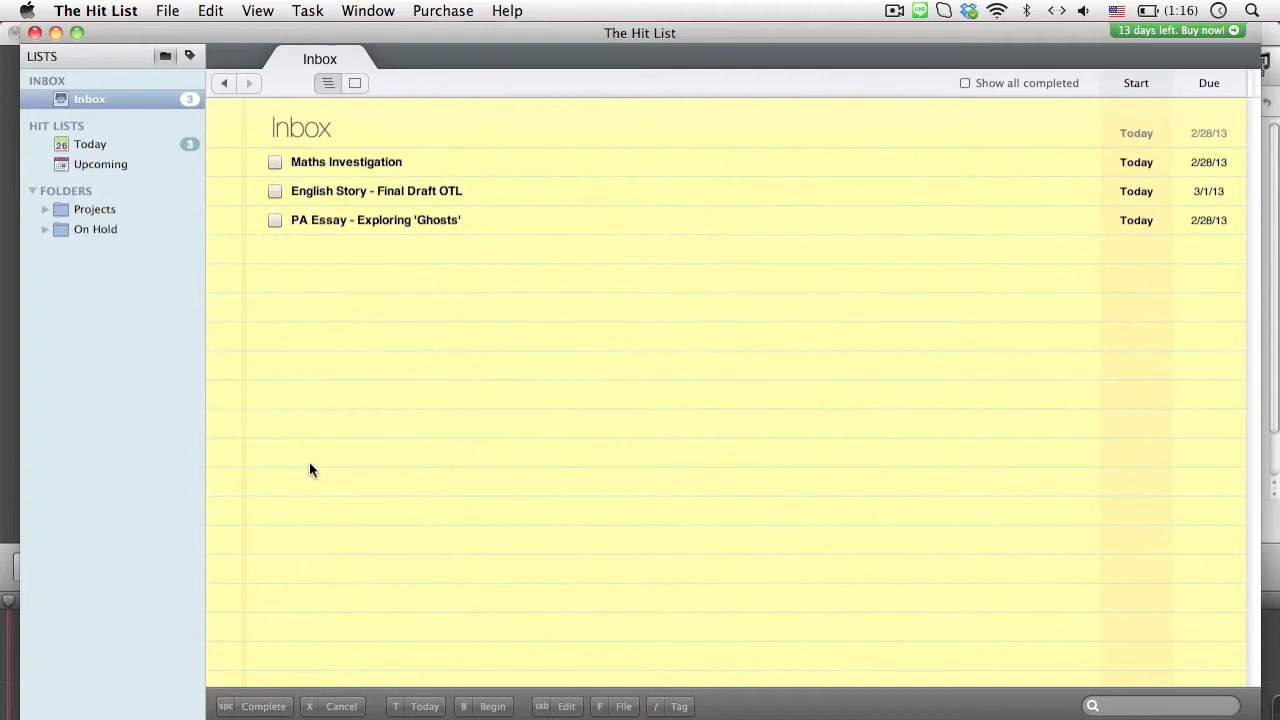 The Hit List File Edit View Task Window Purchase Help (1:16)
The Hit List
13 days left. Buy now!
LISTS
Inbox
Show all completed Start Due
INBOX
Inbox 3
HIT LISTS
26 Today 3
Upcoming
FOLDERS
Projects
On Hold
Inbox Today 2/28/13
Maths Investigation Today 2/28/13
English Story - Final Draft OTL Today 3/1/13
PA Essay - Exploring 'Ghosts' Today 2/28/13
spc Complete X Cancel T Today B Begin tab Edit F File / Tag